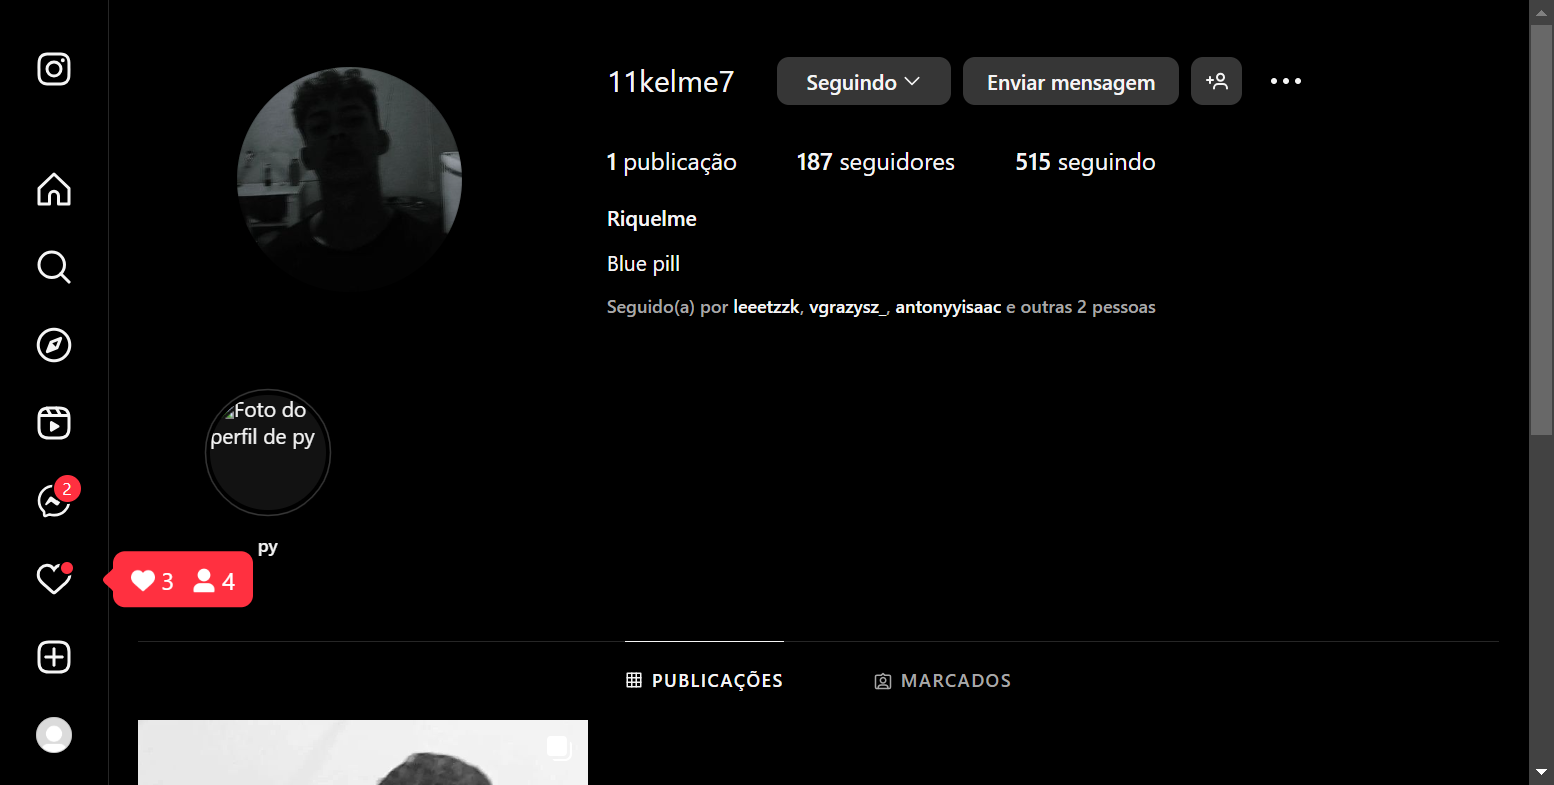 11kelme7
Seguindo
Enviar mensagem
1 publicação
187 seguidores
515 seguindo
Riquelme
Blue pill
Seguido(a) por leeetzzk, vgrazysz_, antonyyisaac e outras 2 pessoas
Foto do
perfil de py
2
py
3
4
PUBLICAÇÕES
MARCADOS